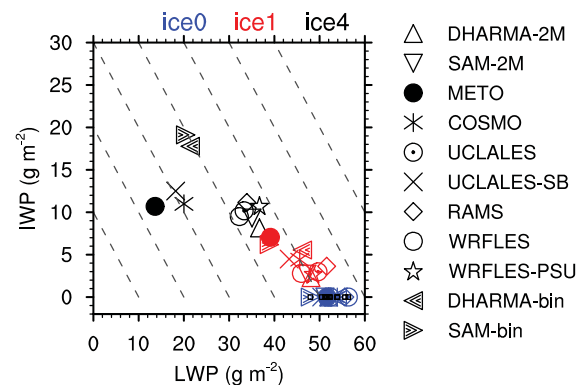 ice0 ice1 ice4
30
25
20
15
10
5
0
IWP (g m-2)
0 10 20 30 40 50 60
LWP (g m-2)
DHARMA-2M
SAM-2M
METO
COSMO
UCLALES
UCLALES-SB
RAMS
WRFLES
WRFLES-PSU
DHARMA-bin
SAM-bin